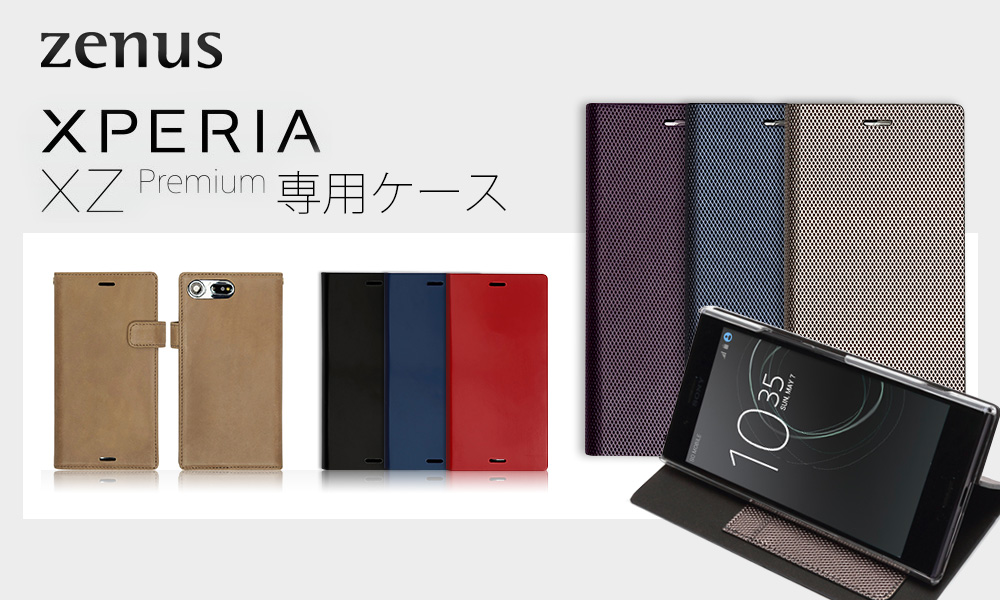 zenus
XPERIA
XZ Premium 専用ケース
10:35
SUN, MAY 7